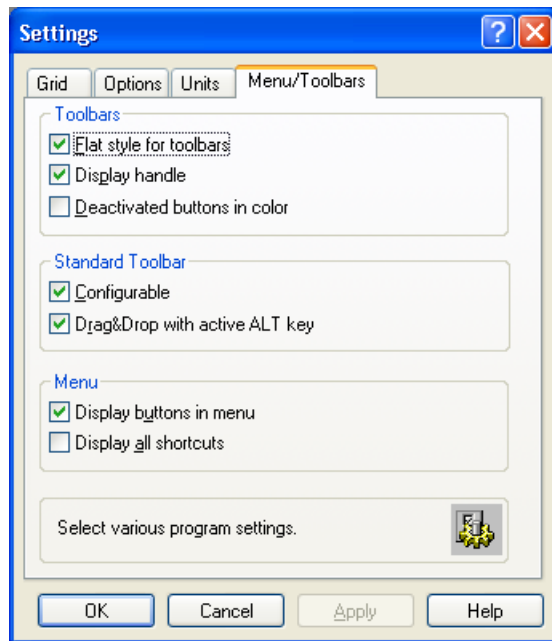 Settings
Grid Options Units Menu/Toolbars
Toolbars
Flat style for toolbars
Display handle
Deactivated buttons in color
Standard Toolbar
Configurable
Drag&Drop with active ALT key
Menu
Display buttons in menu
Display all shortcuts
Select various program settings.
OK Cancel Apply Help